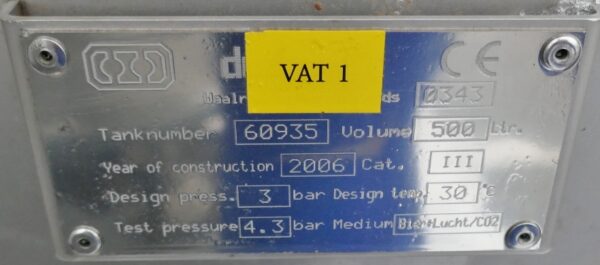 VAT 1
CE
0343
Tanknumber 60935 Volume 500 Ltr.
Year of construction 2006 Cat. III
Design press. 3 bar Design temp. 30 °C
Test pressure 4.3 bar Medium Bier+Lucht/CO2